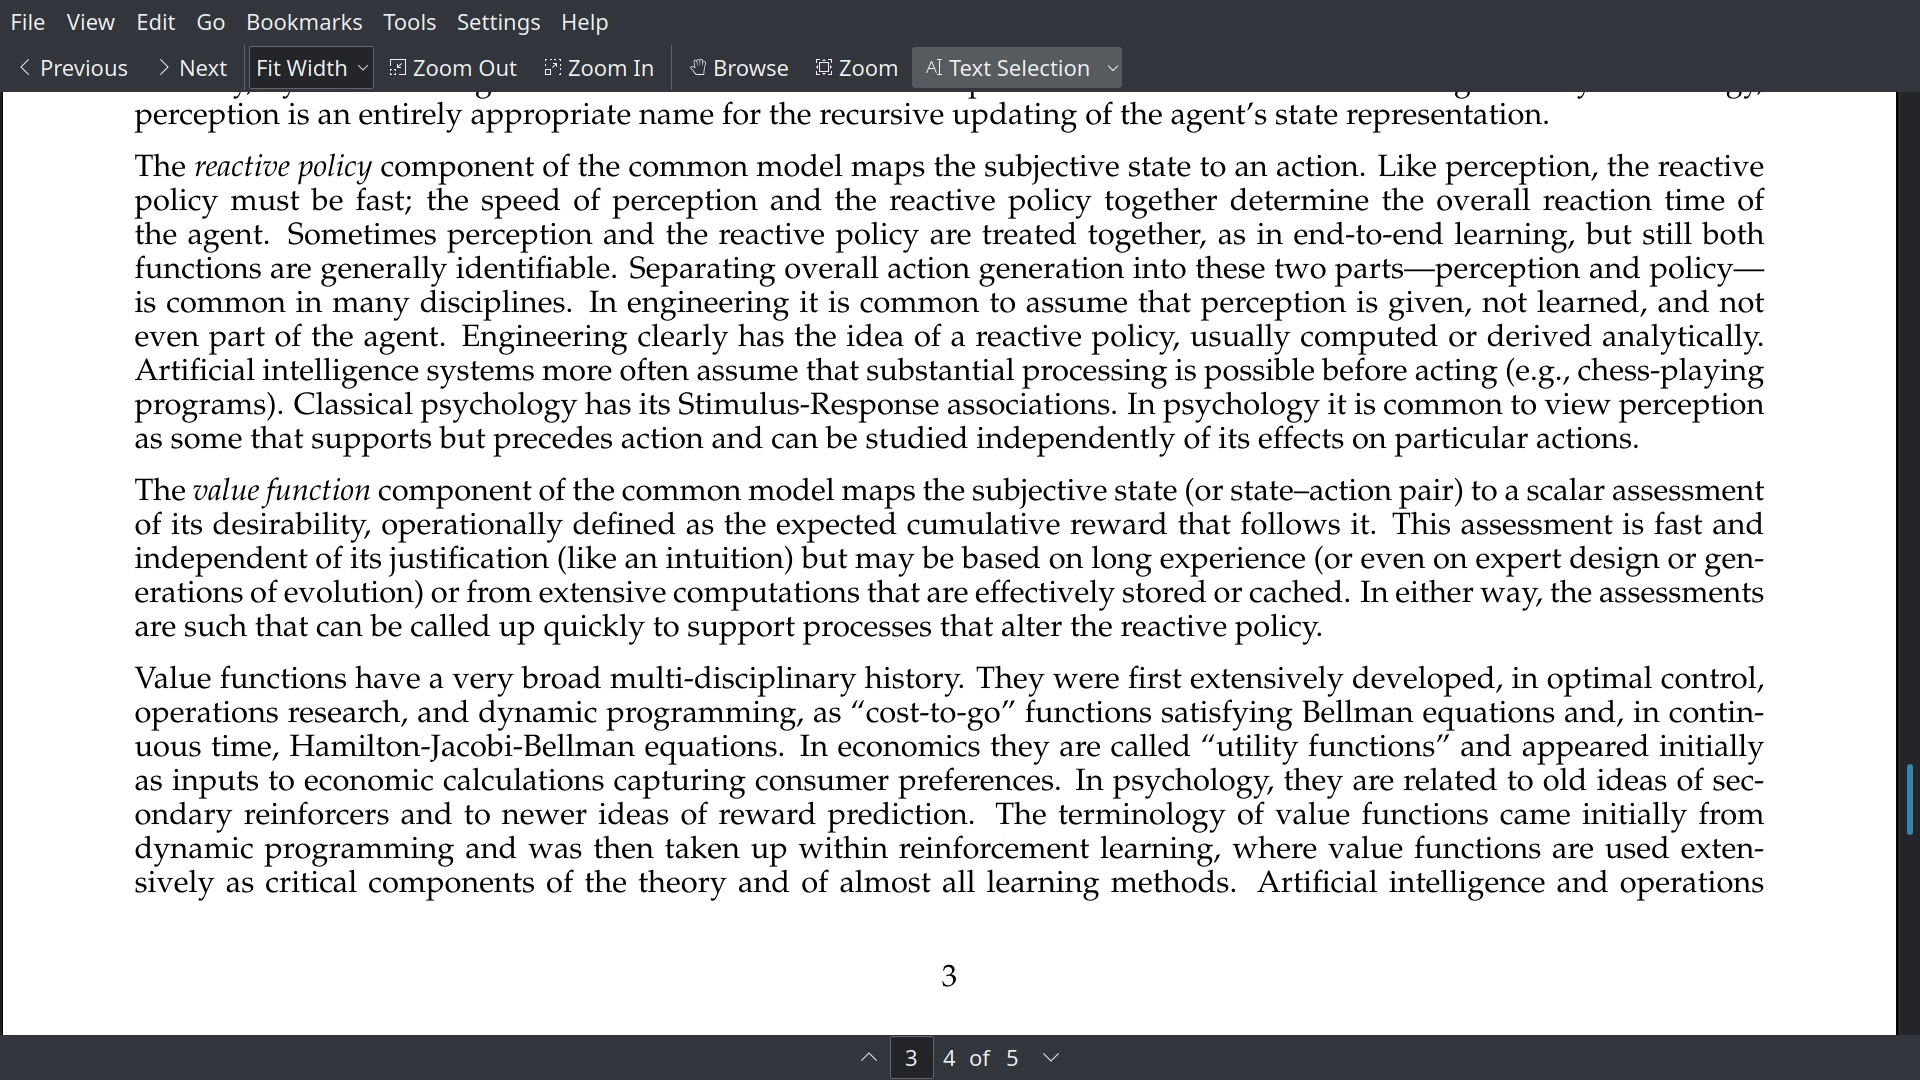 File View Edit Go Bookmarks Tools Settings Help
Previous Next Fit Width Zoom Out Zoom In Browse Zoom Text Selection
perception is an entirely appropriate name for the recursive updating of the agent’s state representation.
The reactive policy component of the common model maps the subjective state to an action. Like perception, the reactive
policy must be fast; the speed of perception and the reactive policy together determine the overall reaction time of
the agent. Sometimes perception and the reactive policy are treated together, as in end-to-end learning, but still both
functions are generally identifiable. Separating overall action generation into these two parts—perception and policy—
is common in many disciplines. In engineering it is common to assume that perception is given, not learned, and not
even part of the agent. Engineering clearly has the idea of a reactive policy, usually computed or derived analytically.
Artificial intelligence systems more often assume that substantial processing is possible before acting (e.g., chess-playing
programs). Classical psychology has its Stimulus-Response associations. In psychology it is common to view perception
as some that supports but precedes action and can be studied independently of its effects on particular actions.
The value function component of the common model maps the subjective state (or state–action pair) to a scalar assessment
of its desirability, operationally defined as the expected cumulative reward that follows it. This assessment is fast and
independent of its justification (like an intuition) but may be based on long experience (or even on expert design or gen-
erations of evolution) or from extensive computations that are effectively stored or cached. In either way, the assessments
are such that can be called up quickly to support processes that alter the reactive policy.
Value functions have a very broad multi-disciplinary history. They were first extensively developed, in optimal control,
operations research, and dynamic programming, as “cost-to-go” functions satisfying Bellman equations and, in contin-
uous time, Hamilton-Jacobi-Bellman equations. In economics they are called “utility functions” and appeared initially
as inputs to economic calculations capturing consumer preferences. In psychology, they are related to old ideas of sec-
ondary reinforcers and to newer ideas of reward prediction. The terminology of value functions came initially from
dynamic programming and was then taken up within reinforcement learning, where value functions are used exten-
sively as critical components of the theory and of almost all learning methods. Artificial intelligence and operations
3
3 4 of 5